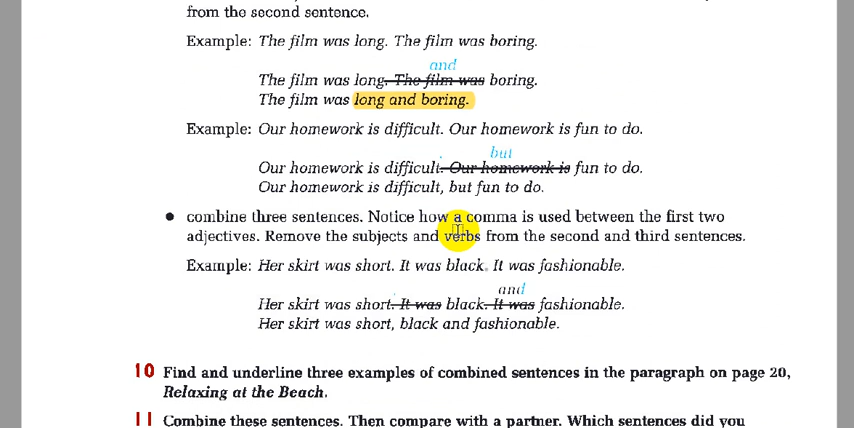 from the second sentence.
Example: The film was long. The film was boring.
and
The film was long. The film was boring.
The film was long and boring.
Example: Our homework is difficult. Our homework is fun to do.
but
Our homework is difficult. Our homework is fun to do.
Our homework is difficult, but fun to do.
● combine three sentences. Notice how a comma is used between the first two
adjectives. Remove the subjects and verbs from the second and third sentences.
Example: Her skirt was short. It was black. It was fashionable.
and
Her skirt was short. It was black. It was fashionable.
Her skirt was short, black and fashionable.
10 Find and underline three examples of combined sentences in the paragraph on page 20,
Relaxing at the Beach.
11 Combine these sentences. Then compare with a partner. Which sentences did you